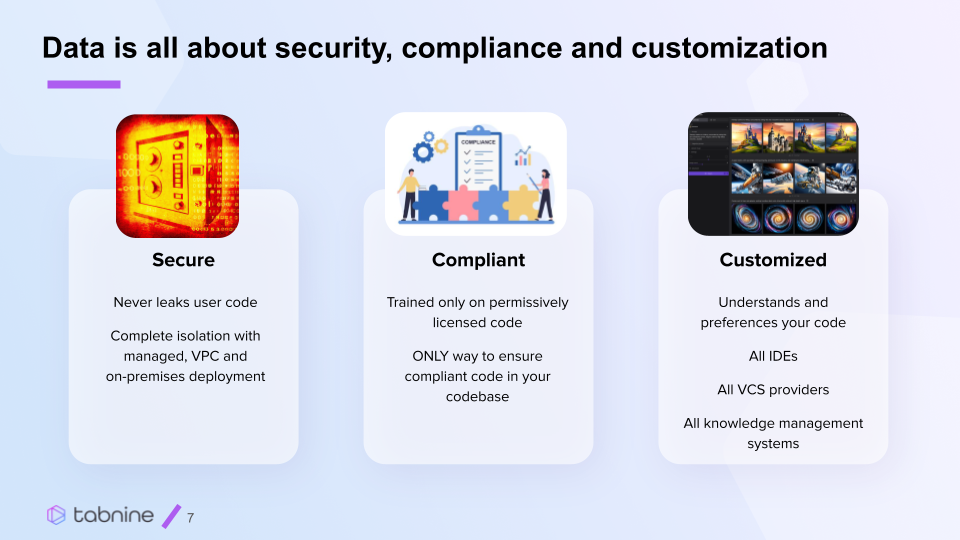 Data is all about security, compliance and customization
COMPLIANCE
Secure
Never leaks user code
Complete isolation with
managed, VPC and
on-premises deployment
Compliant
Trained only on permissively
licensed code
ONLY way to ensure
compliant code in your
codebase
Customized
Understands and
preferences your code
All IDEs
All VCS providers
All knowledge management
systems
tabnine
7